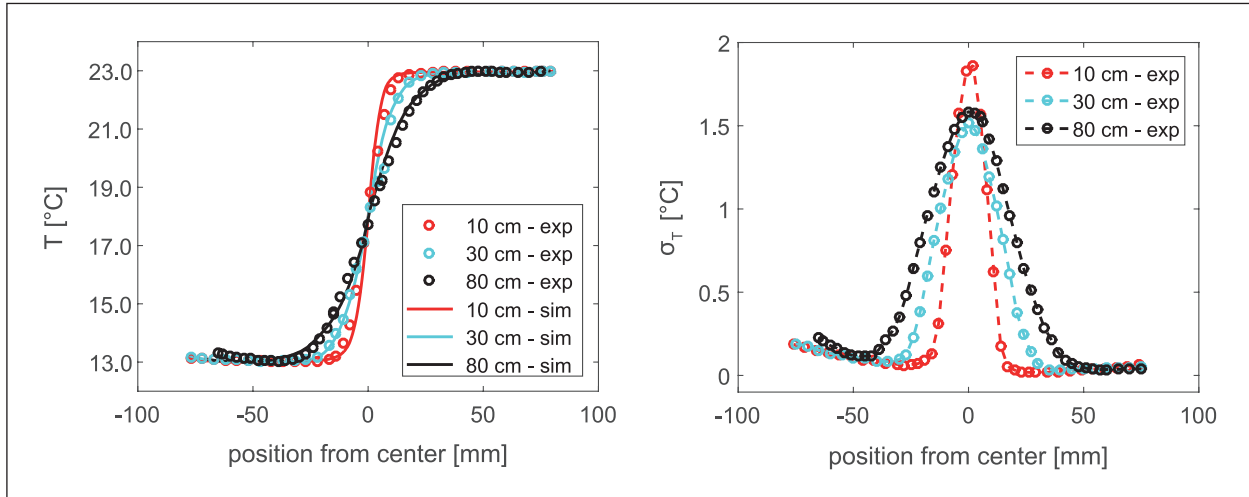 23.0
21.0
19.0
17.0
15.0
13.0
T [°C]
-100
-50
0
50
100
position from center [mm]
10 cm - exp
30 cm - exp
80 cm - exp
10 cm - sim
30 cm - sim
80 cm - sim
2
1.5
1
0.5
0
σT [°C]
-100
-50
0
50
100
position from center [mm]
10 cm - exp
30 cm - exp
80 cm - exp